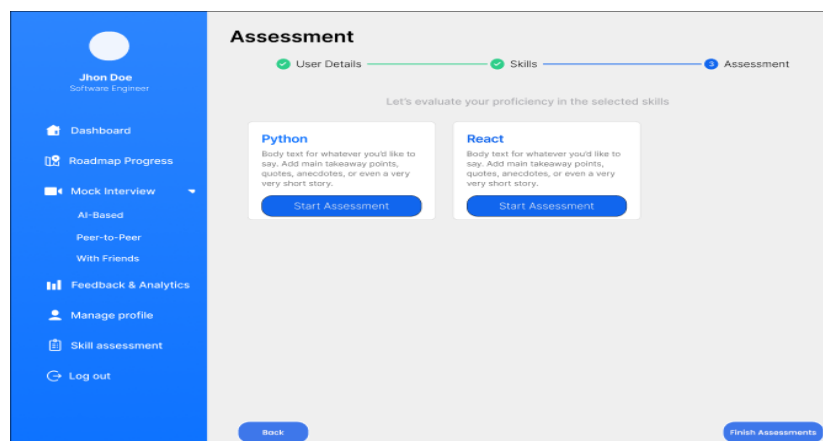 Jhon Doe
Software Engineer
Dashboard
Roadmap Progress
Mock Interview
AI-Based
Peer-to-Peer
With Friends
Feedback & Analytics
Manage profile
Skill assessment
Log out
Assessment
User Details
Skills
3 Assessment
Let's evaluate your proficiency in the selected skills
Python
Body text for whatever you'd like to
say. Add main takeaway points,
quotes, anecdotes, or even a very
very short story.
Start Assessment
React
Body text for whatever you'd like to
say. Add main takeaway points,
quotes, anecdotes, or even a very
very short story.
Start Assessment
Back
Finish Assessments